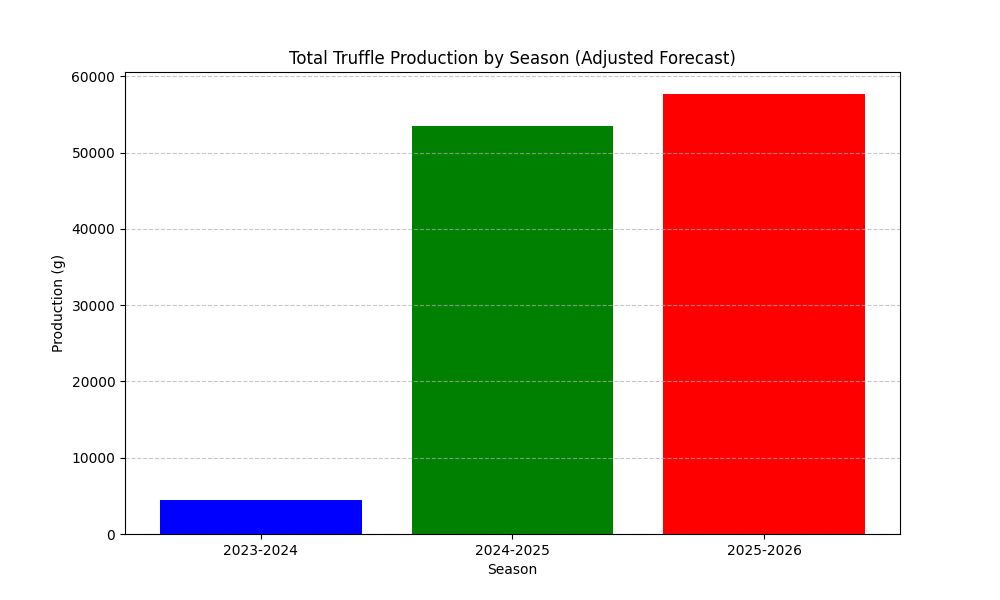 Total Truffle Production by Season (Adjusted Forecast)
60000
50000
40000
30000
20000
10000
0
Production (g)
2023-2024 2024-2025 2025-2026
Season